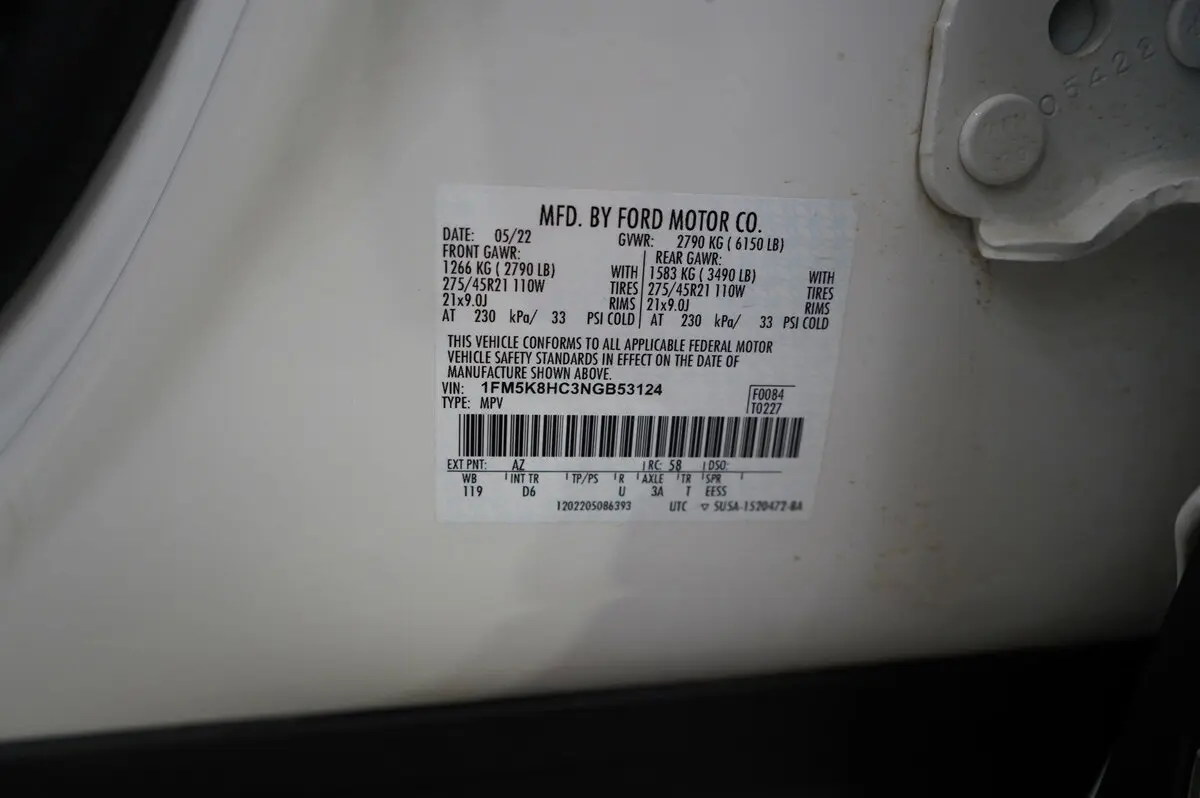 05422
MFD. BY FORD MOTOR CO.
DATE: 05/22 GVWR: 2790 KG ( 6150 LB)
FRONT GAWR: REAR GAWR:
1266 KG ( 2790 LB) WITH 1583 KG ( 3490 LB) WITH
275/45R21 110W TIRES 275/45R21 110W TIRES
21x9.0J RIMS 21x9.0J RIMS
AT 230 kPa/ 33 PSI COLD AT 230 kPa/ 33 PSI COLD
THIS VEHICLE CONFORMS TO ALL APPLICABLE FEDERAL MOTOR
VEHICLE SAFETY STANDARDS IN EFFECT ON THE DATE OF
MANUFACTURE SHOWN ABOVE.
VIN: 1FM5K8HC3NGB53124 F0084
TYPE: MPV T0227
EXT PNT: AZ RC: 58 DSO:
WB INT TR TP/PS R AXLE TR SPR
119 D6 U 3A T EESS
1202205086393 UTC ▽ SU5A-1520472-BA